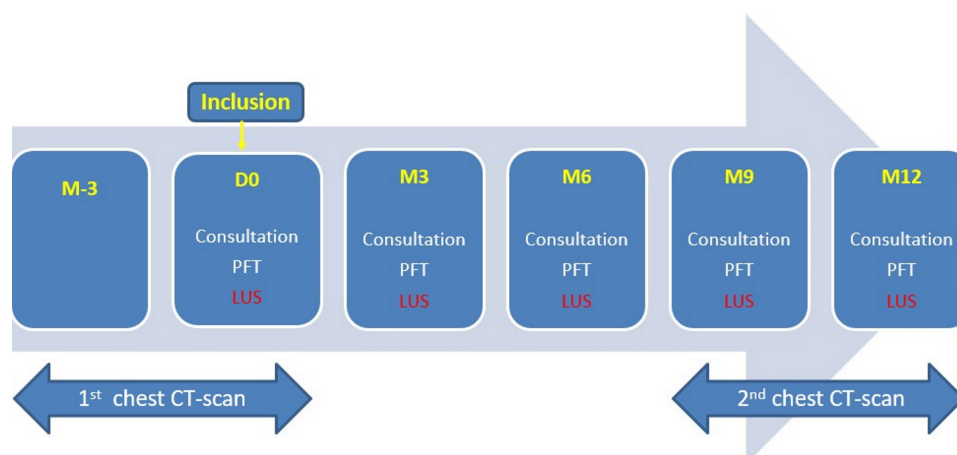 Inclusion
M-3
D0
Consultation
PFT
LUS
M3
Consultation
PFT
LUS
M6
Consultation
PFT
LUS
M9
Consultation
PFT
LUS
M12
Consultation
PFT
LUS
1st chest CT-scan
2nd chest CT-scan